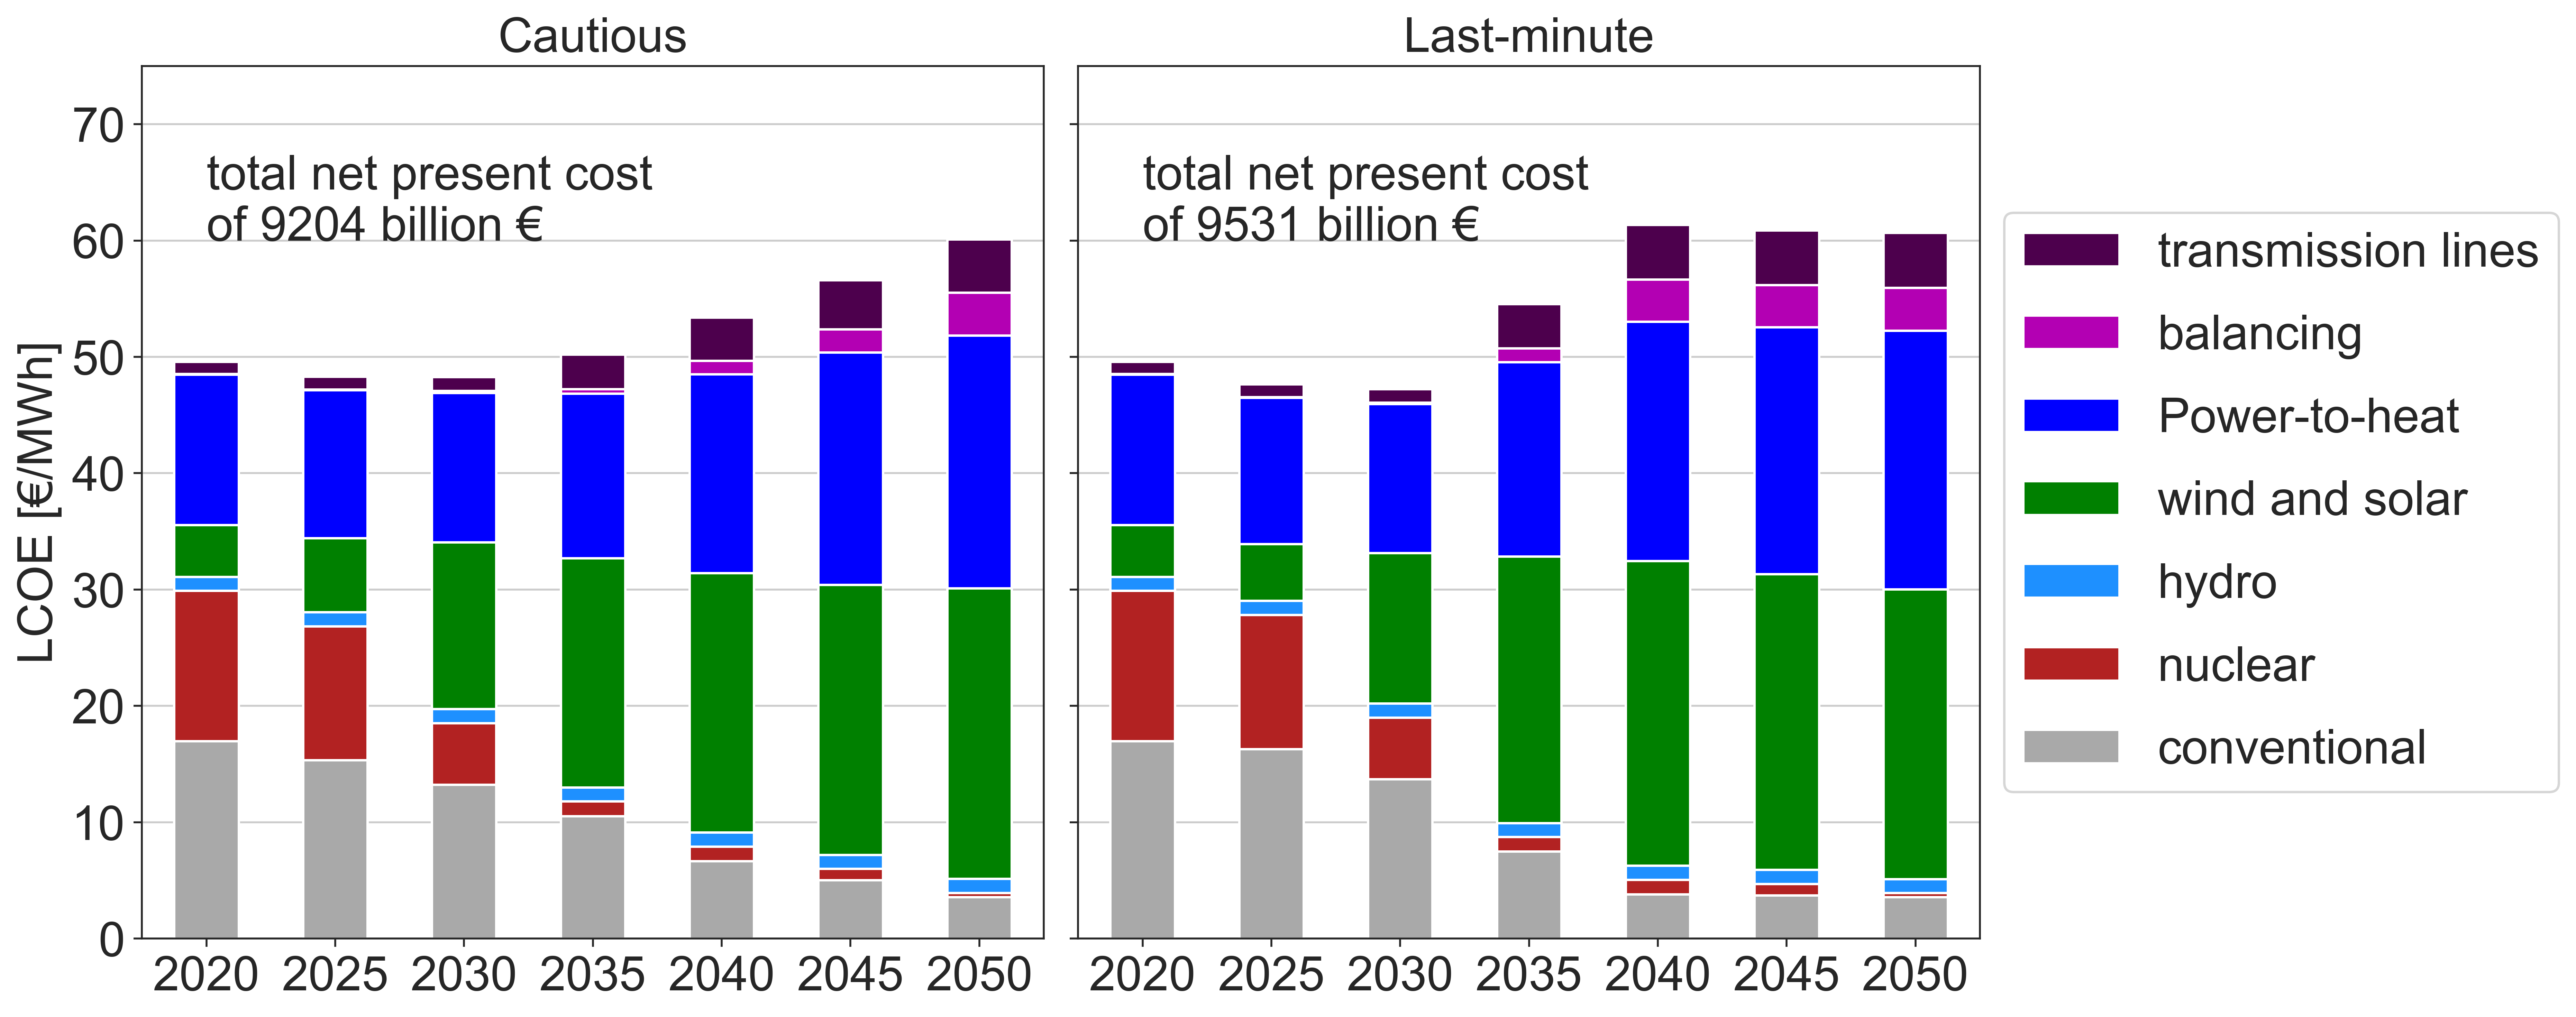 Cautious
Last-minute
LCOE [€/MWh]
70
60
50
40
30
20
10
0
total net present cost
of 9204 billion €
2020 2025 2030 2035 2040 2045 2050
total net present cost
of 9531 billion €
2020 2025 2030 2035 2040 2045 2050
transmission lines
balancing
Power-to-heat
wind and solar
hydro
nuclear
conventional